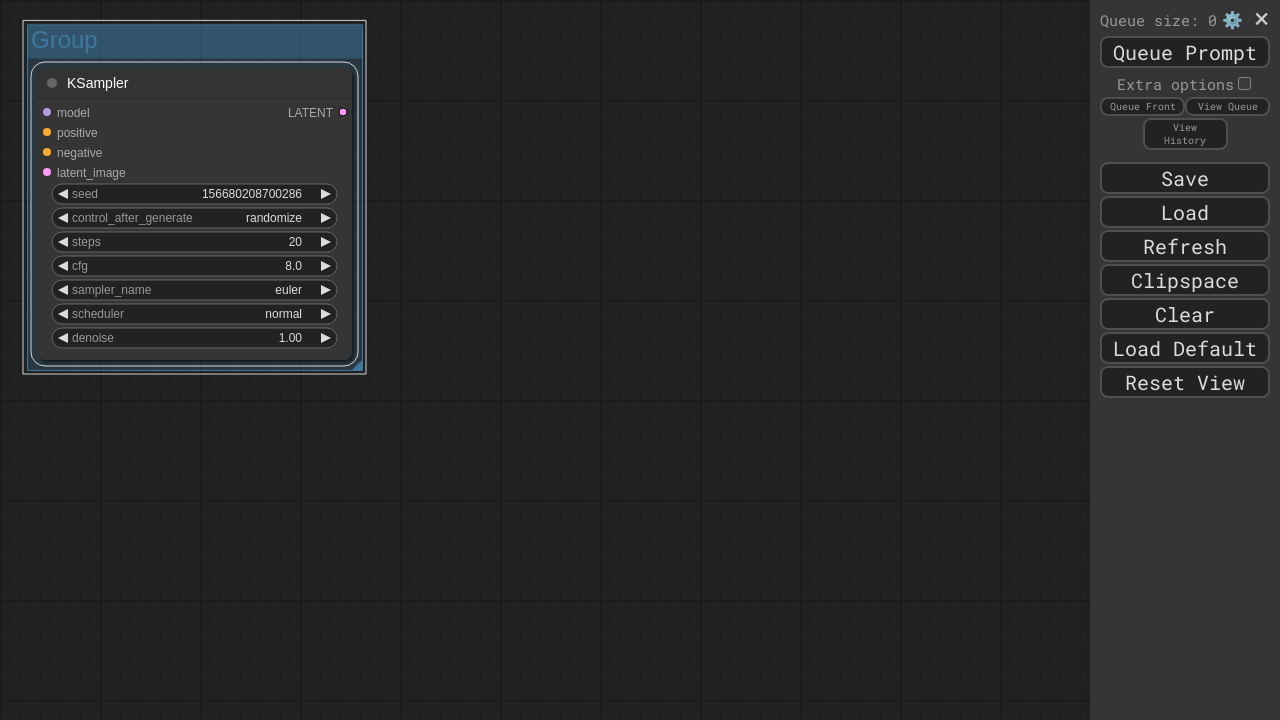 Group
KSampler
model LATENT
positive
negative
latent_image
seed 156680208700286
control_after_generate randomize
steps 20
cfg 8.0
sampler_name euler
scheduler normal
denoise 1.00
Queue size: 0
Queue Prompt
Extra options
Queue Front View Queue
View
History
Save
Load
Refresh
Clipspace
Clear
Load Default
Reset View